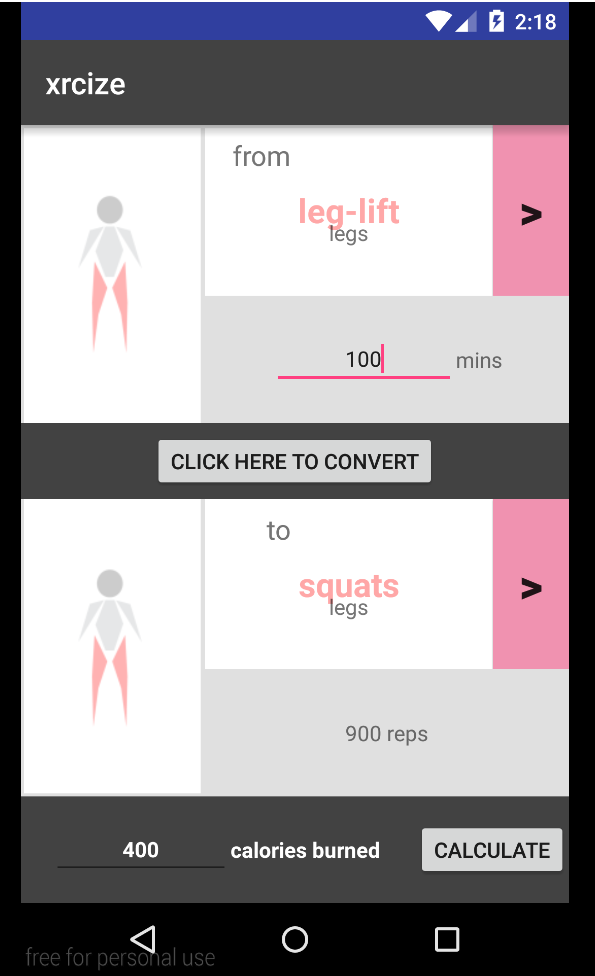 2:18
xrcize
from
leg-lift
legs
>
100 mins
CLICK HERE TO CONVERT
to
squats
legs
>
900 reps
400 calories burned CALCULATE
free for personal use